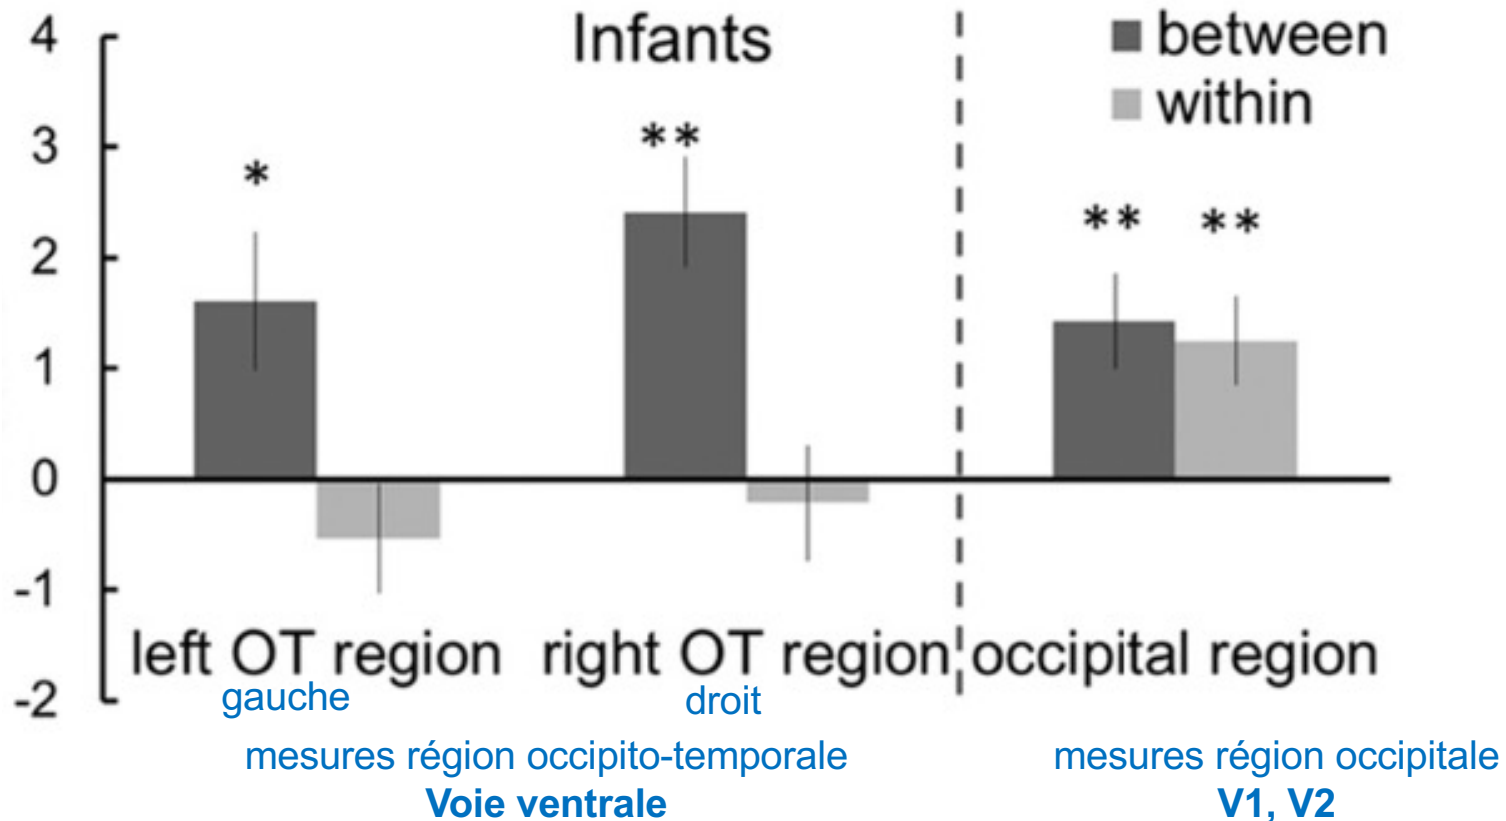 Infants
between
within
4
3
2
1
0
-1
-2
*
**
** **
left OT region right OT region occipital region
gauche droit
mesures région occipito-temporale mesures région occipitale
Voie ventrale V1, V2